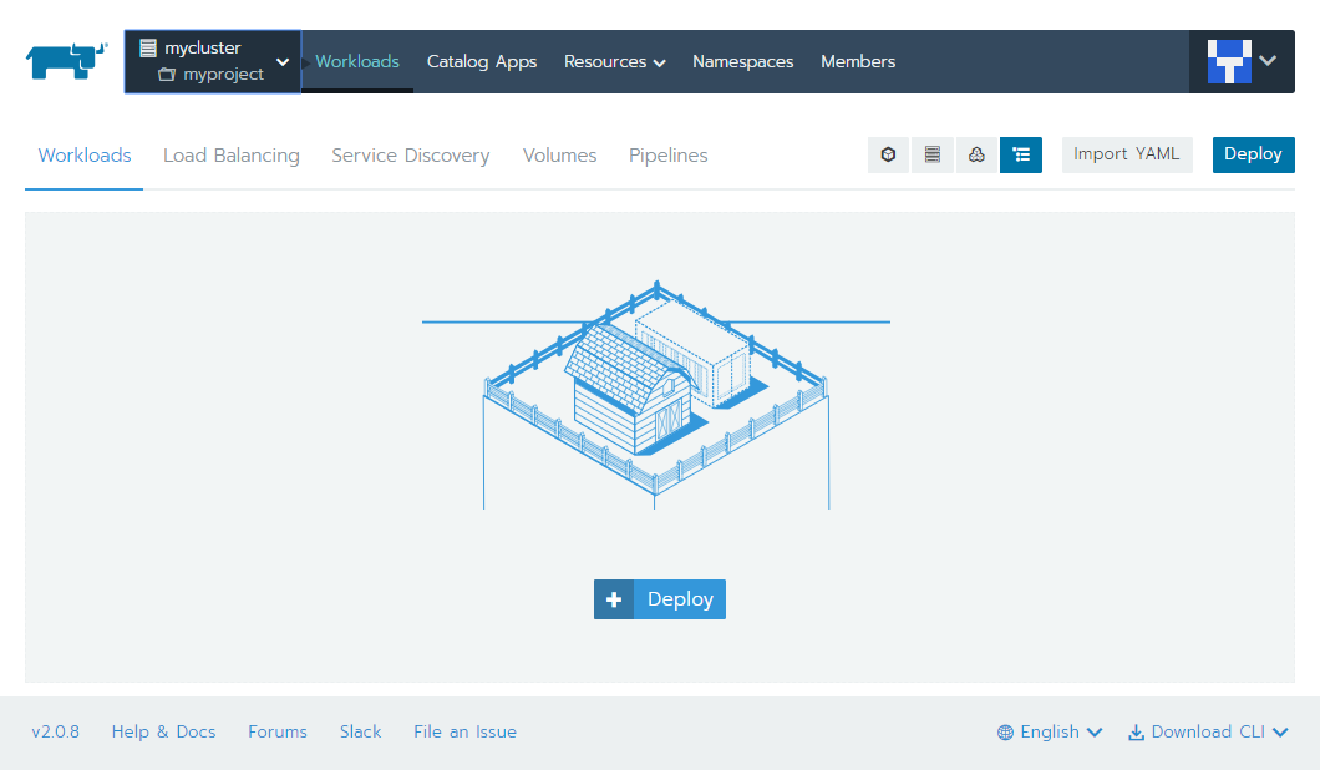 mycluster
myproject
Workloads Catalog Apps Resources Namespaces Members
Workloads Load Balancing Service Discovery Volumes Pipelines Import YAML Deploy
Deploy
v2.0.8 Help & Docs Forums Slack File an Issue English Download CLI